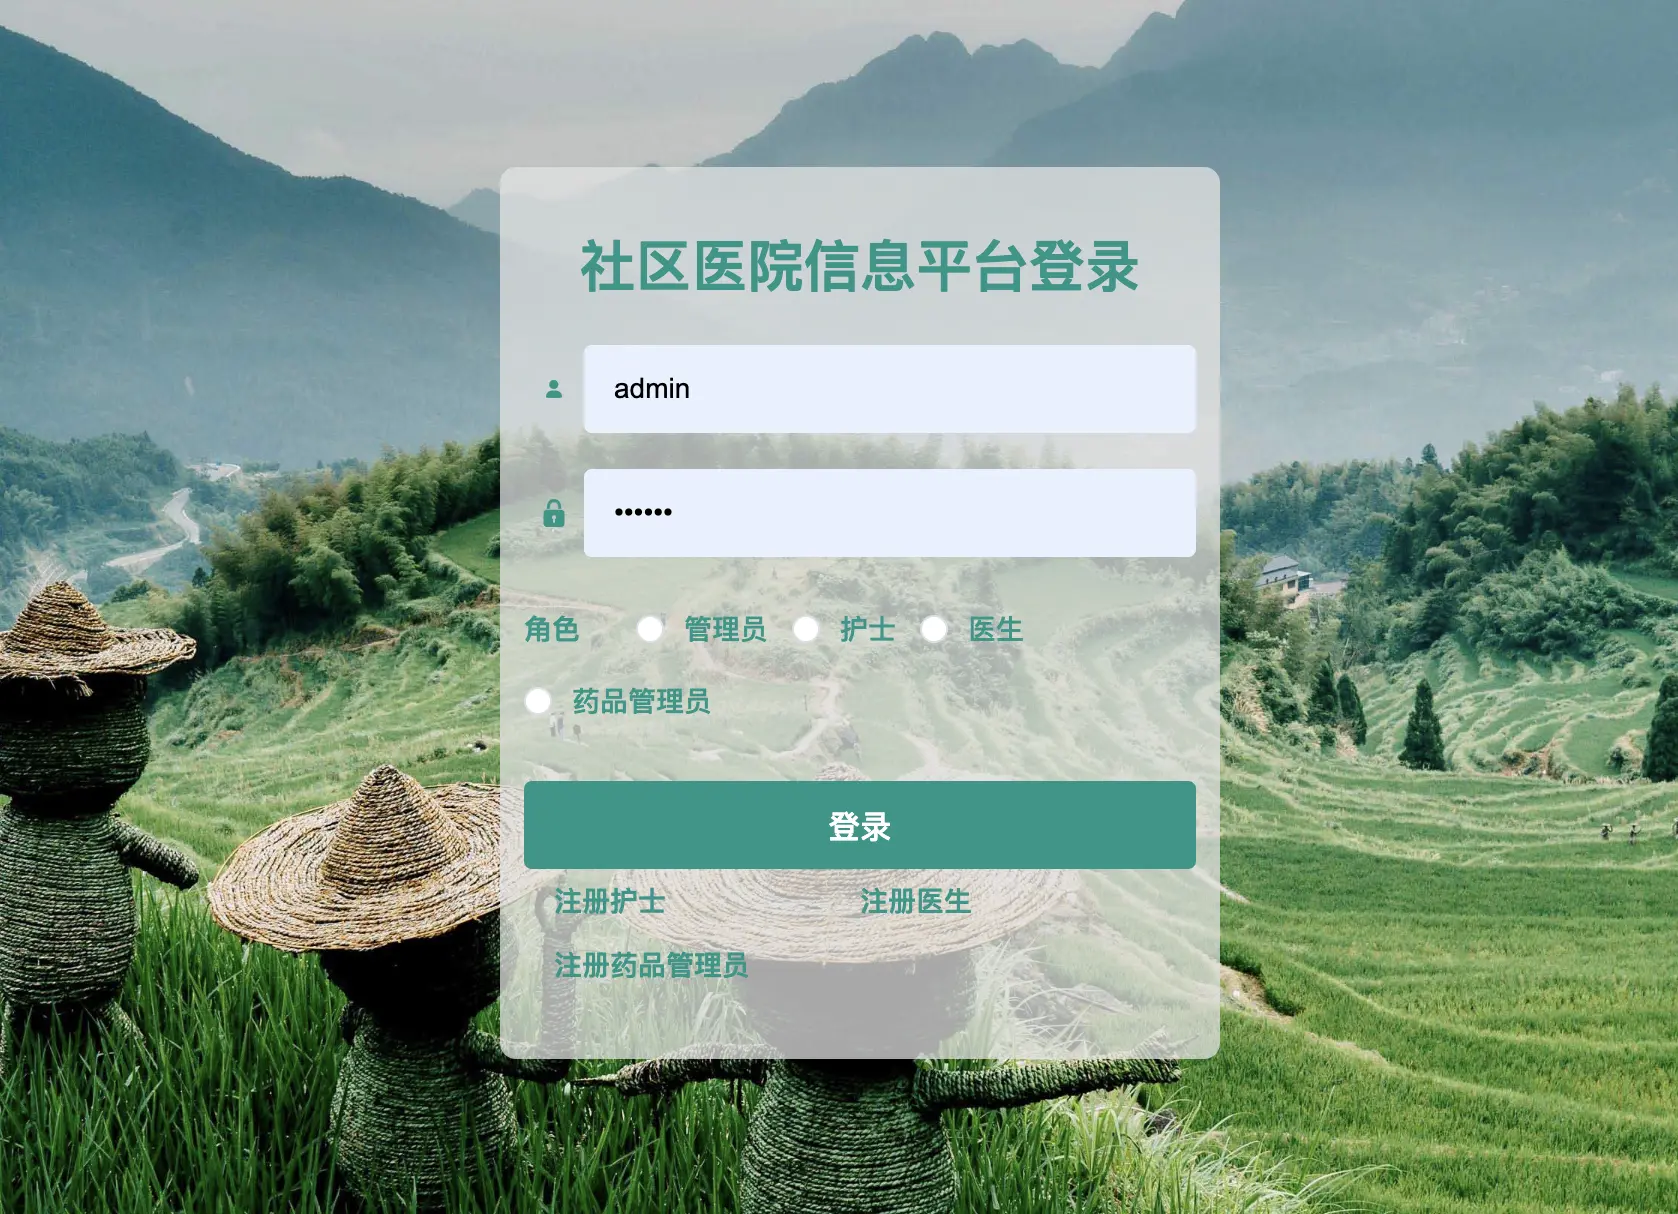 社区医院信息平台登录
admin
••••••
角色 管理员 护士 医生
药品管理员
登录
注册护士 注册医生
注册药品管理员